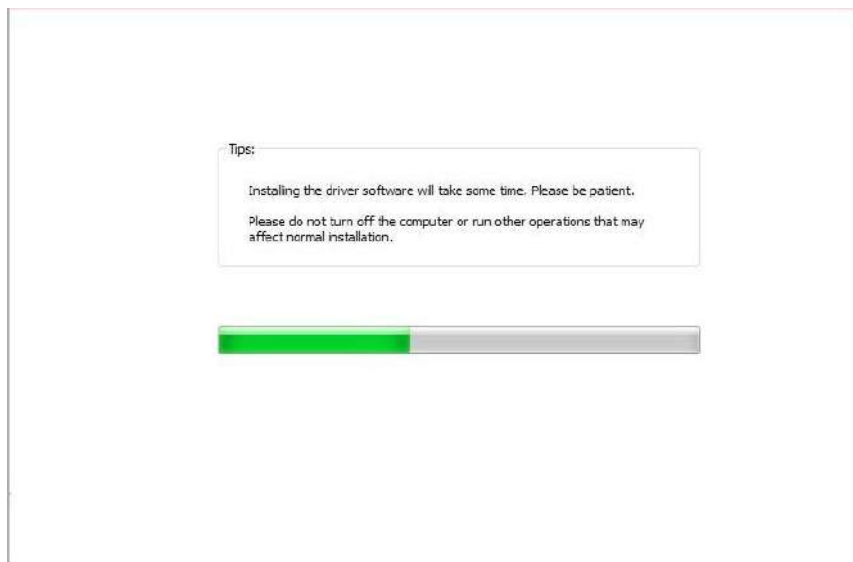 Tips:
Installing the driver software will take some time. Please be patient.
Please do not turn off the computer or run other operations that may
affect normal installation.